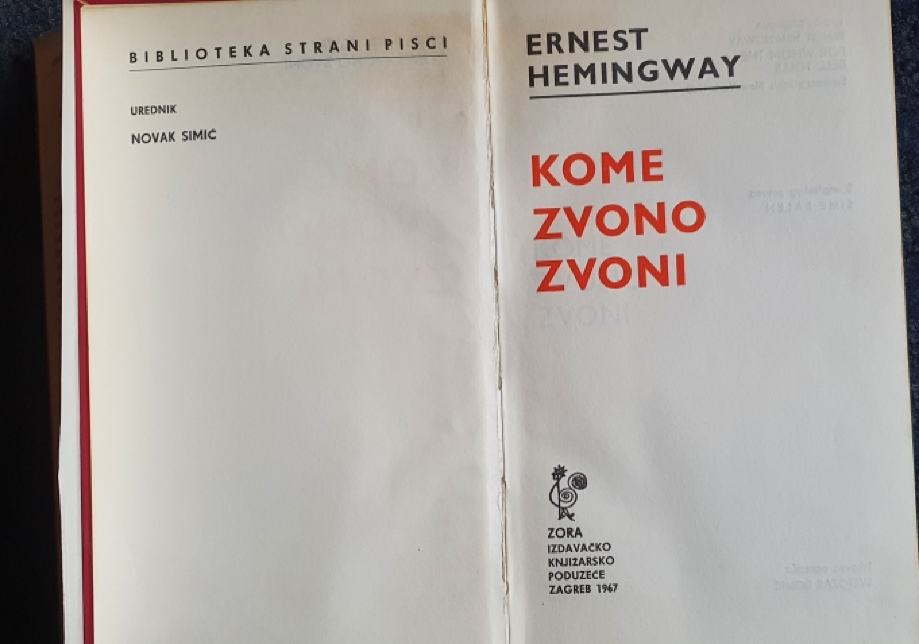 BIBLIOTEKA STRANI PISCI
UREDNIK
NOVAK SIMIĆ
ERNEST
HEMINGWAY
KOME
ZVONO
ZVONI
ZORA
IZDAVAČKO
KNJIŽARSKO
PODUZEĆE
ZAGREB 1967